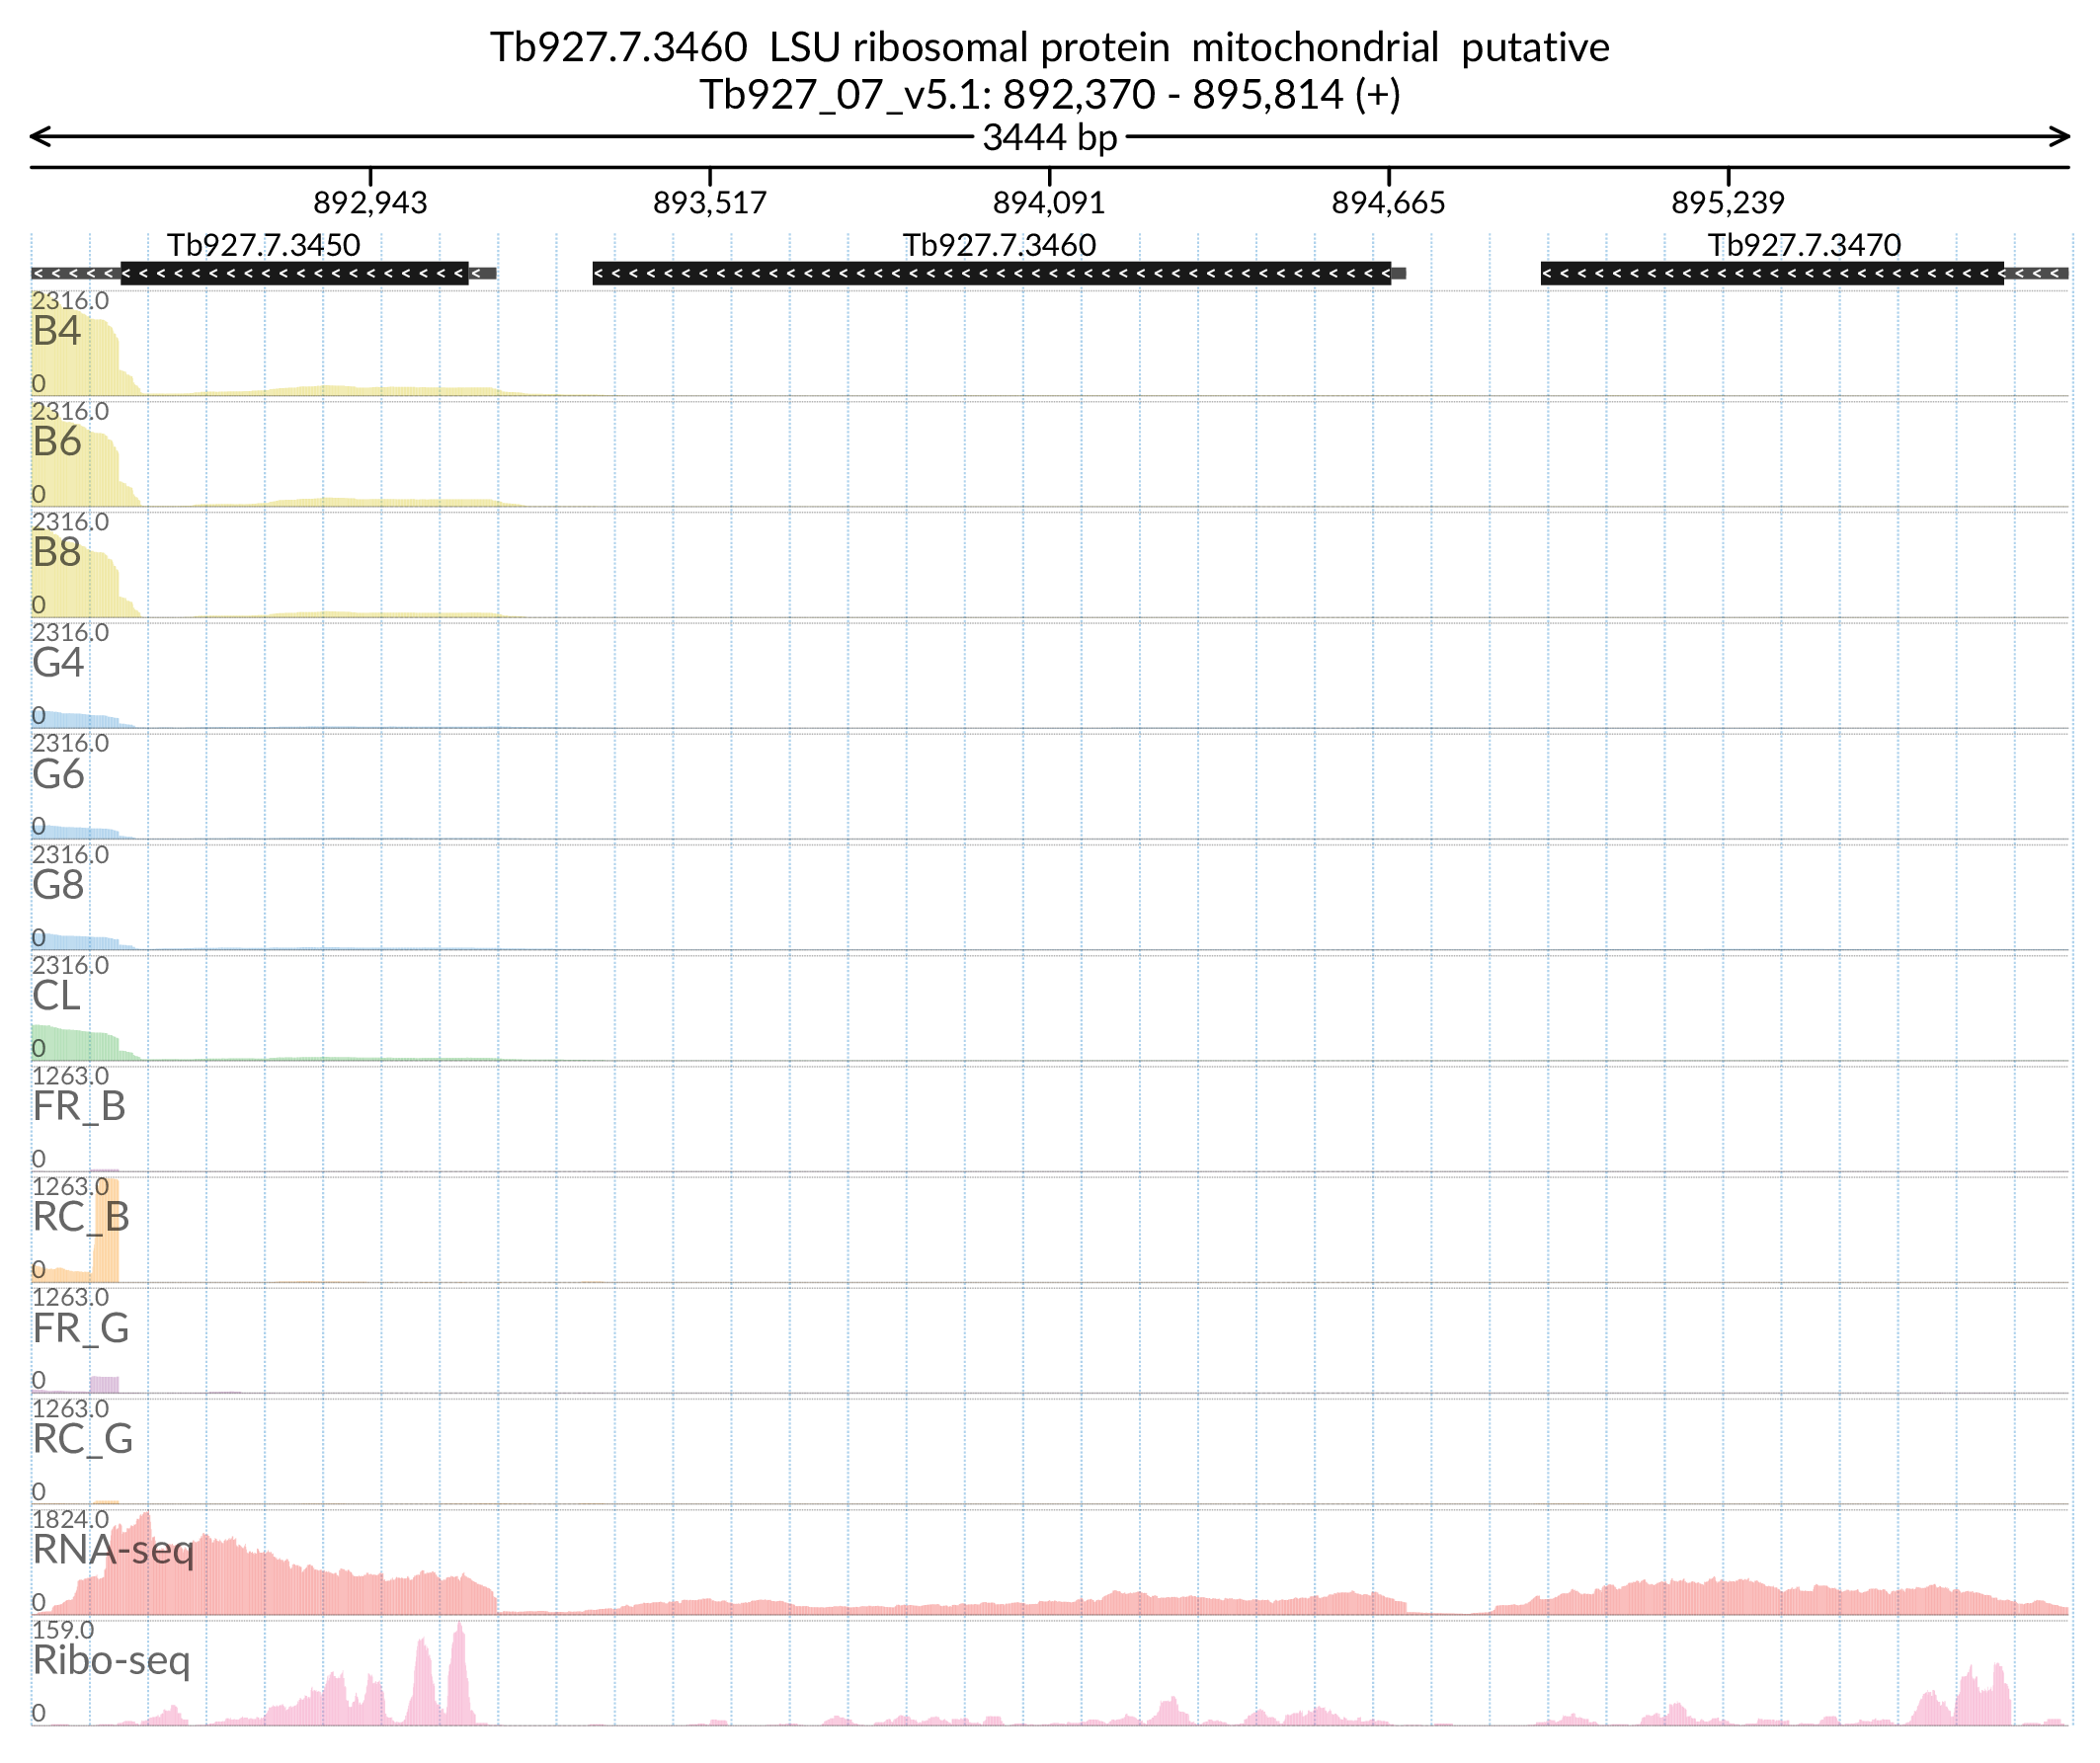 Tb927.7.3460 LSU ribosomal protein mitochondrial putative
Tb927_07_v5.1: 892,370 - 895,814 (+)
3444 bp
892,943 893,517 894,091 894,665 895,239
Tb927.7.3450 Tb927.7.3460 Tb927.7.3470
2316.0
B4
0
2316.0
B6
0
2316.0
B8
0
2316.0
G4
0
2316.0
G6
0
2316.0
G8
0
2316.0
CL
0
1263.0
FR_B
0
1263.0
RC_B
0
1263.0
FR_G
0
1263.0
RC_G
0
1824.0
RNA-seq
0
159.0
Ribo-seq
0